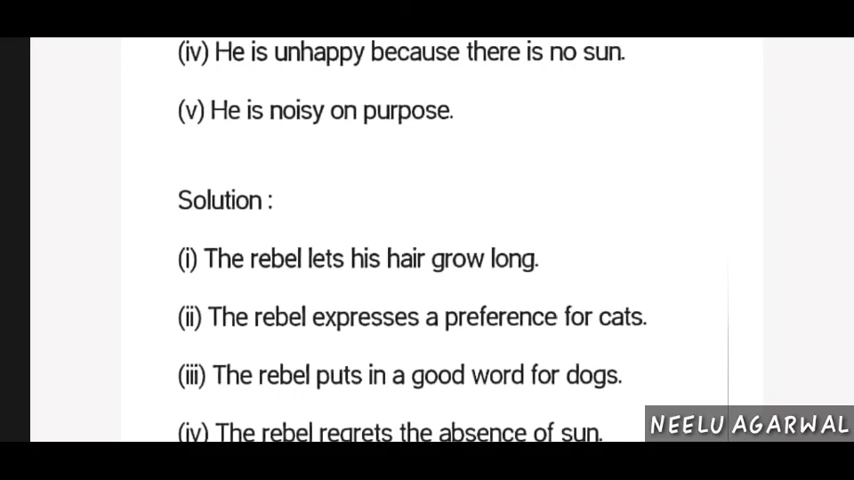 (iv) He is unhappy because there is no sun.
(v) He is noisy on purpose.
Solution :
(i) The rebel lets his hair grow long.
(ii) The rebel expresses a preference for cats.
(iii) The rebel puts in a good word for dogs.
(iv) The rebel regrets the absence of sun.
NEELU AGARWAL